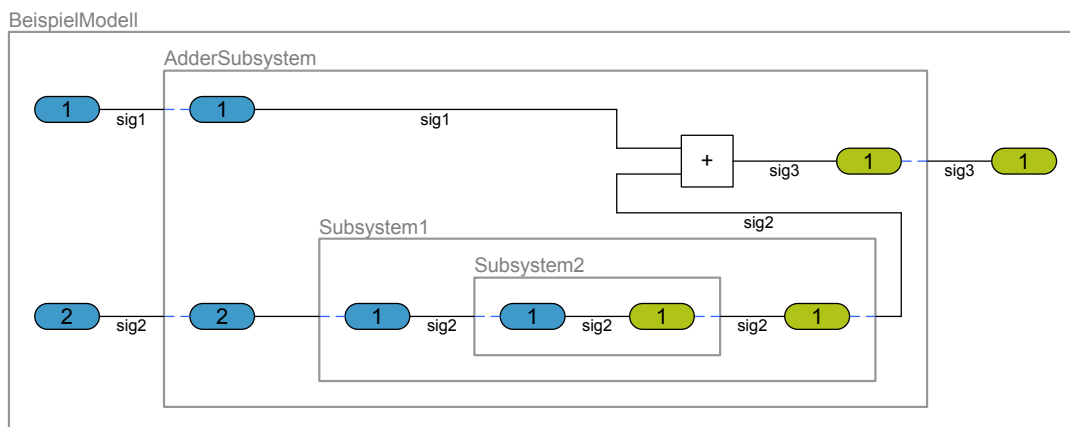 BeispielModell
AdderSubsystem
1
sig1
1
sig1
+
sig3
1
sig3
1
sig2
Subsystem1
Subsystem2
2
sig2
2
1
sig2
1
sig2
1
sig2
1